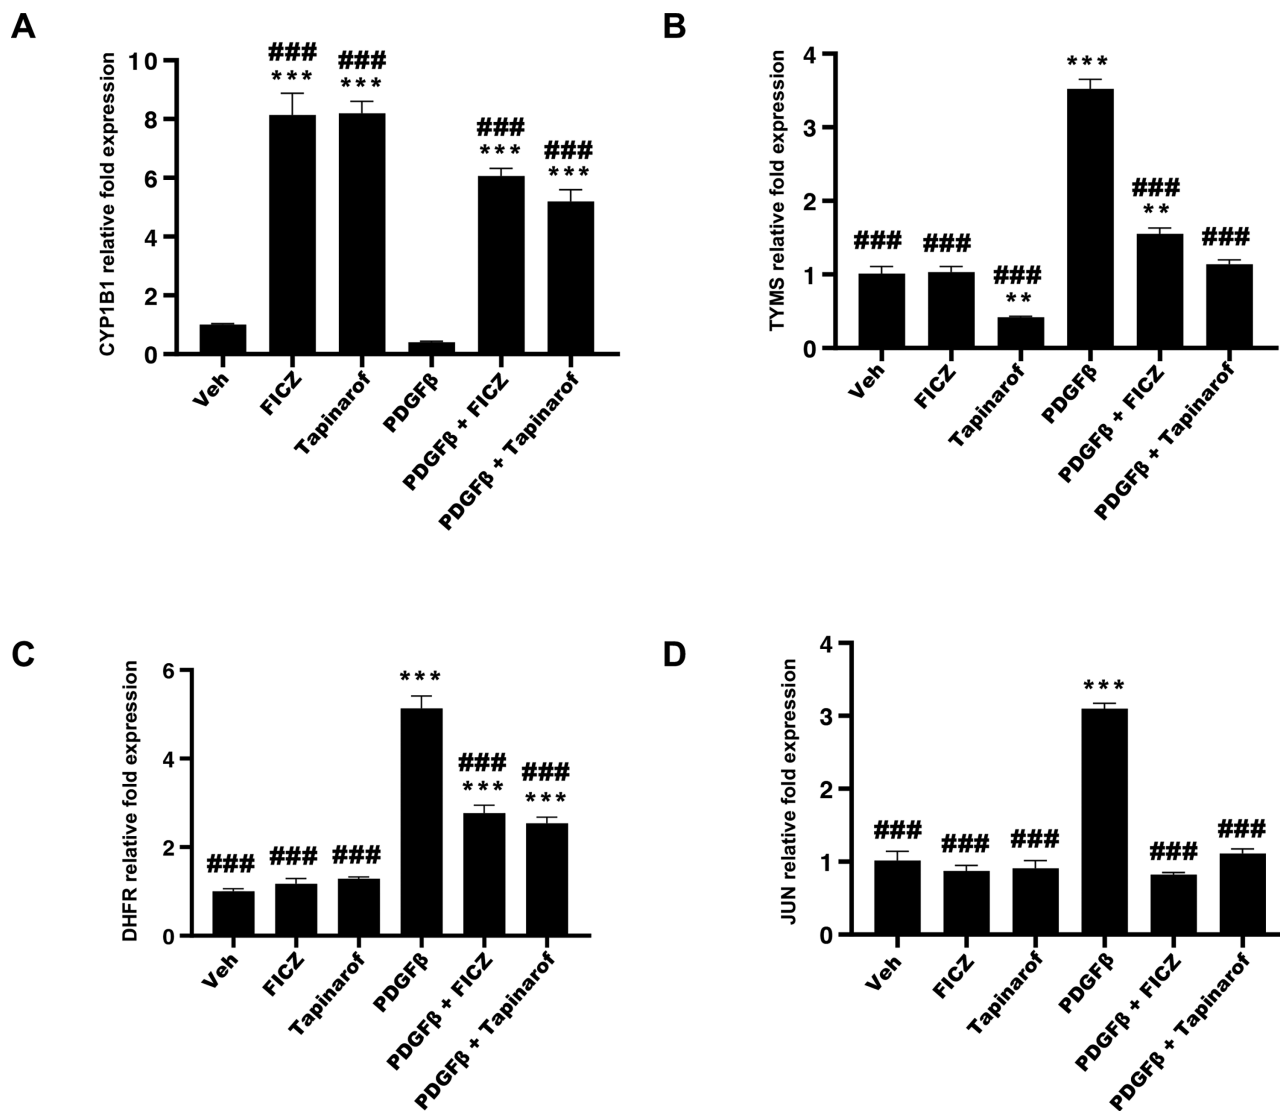 A
CYP1B1 relative fold expression
10
8
6
4
2
0
###
***
###
***
###
***
###
***
Veh
FICZ
Tapinarof
PDGFβ
PDGFβ + FICZ
PDGFβ + Tapinarof
B
TYMS relative fold expression
4
3
2
1
0
###
###
###
**
***
###
**
###
Veh
FICZ
Tapinarof
PDGFβ
PDGFβ + FICZ
PDGFβ + Tapinarof
C
DHFR relative fold expression
6
4
2
0
###
###
###
***
###
***
###
***
Veh
FICZ
Tapinarof
PDGFβ
PDGFβ + FICZ
PDGFβ + Tapinarof
D
JUN relative fold expression
4
3
2
1
0
###
###
###
***
###
###
Veh
FICZ
Tapinarof
PDGFβ
PDGFβ + FICZ
PDGFβ + Tapinarof